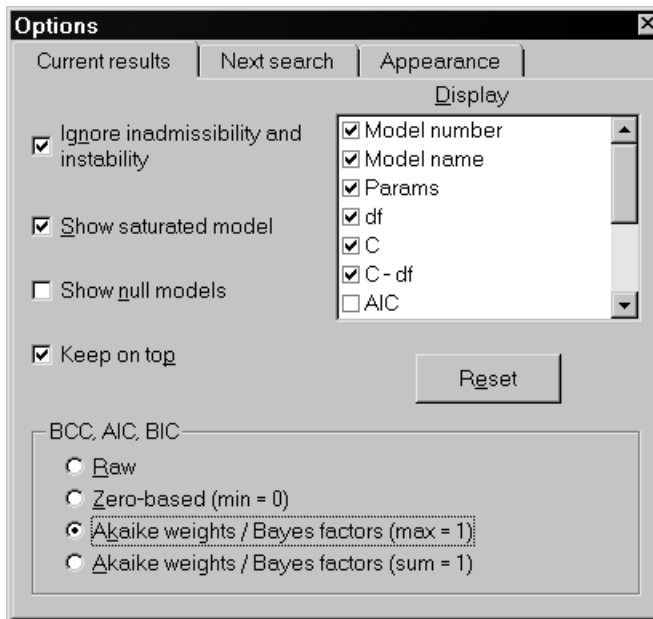 Options
Current results
Next search
Appearance
Display
Ignore inadmissibility and
instability
Show saturated model
Show null models
Keep on top
Model number
Model name
Params
df
C
C - df
AIC
Reset
BCC, AIC, BIC
Raw
Zero-based (min = 0)
Akaike weights / Bayes factors (max = 1)
Akaike weights / Bayes factors (sum = 1)